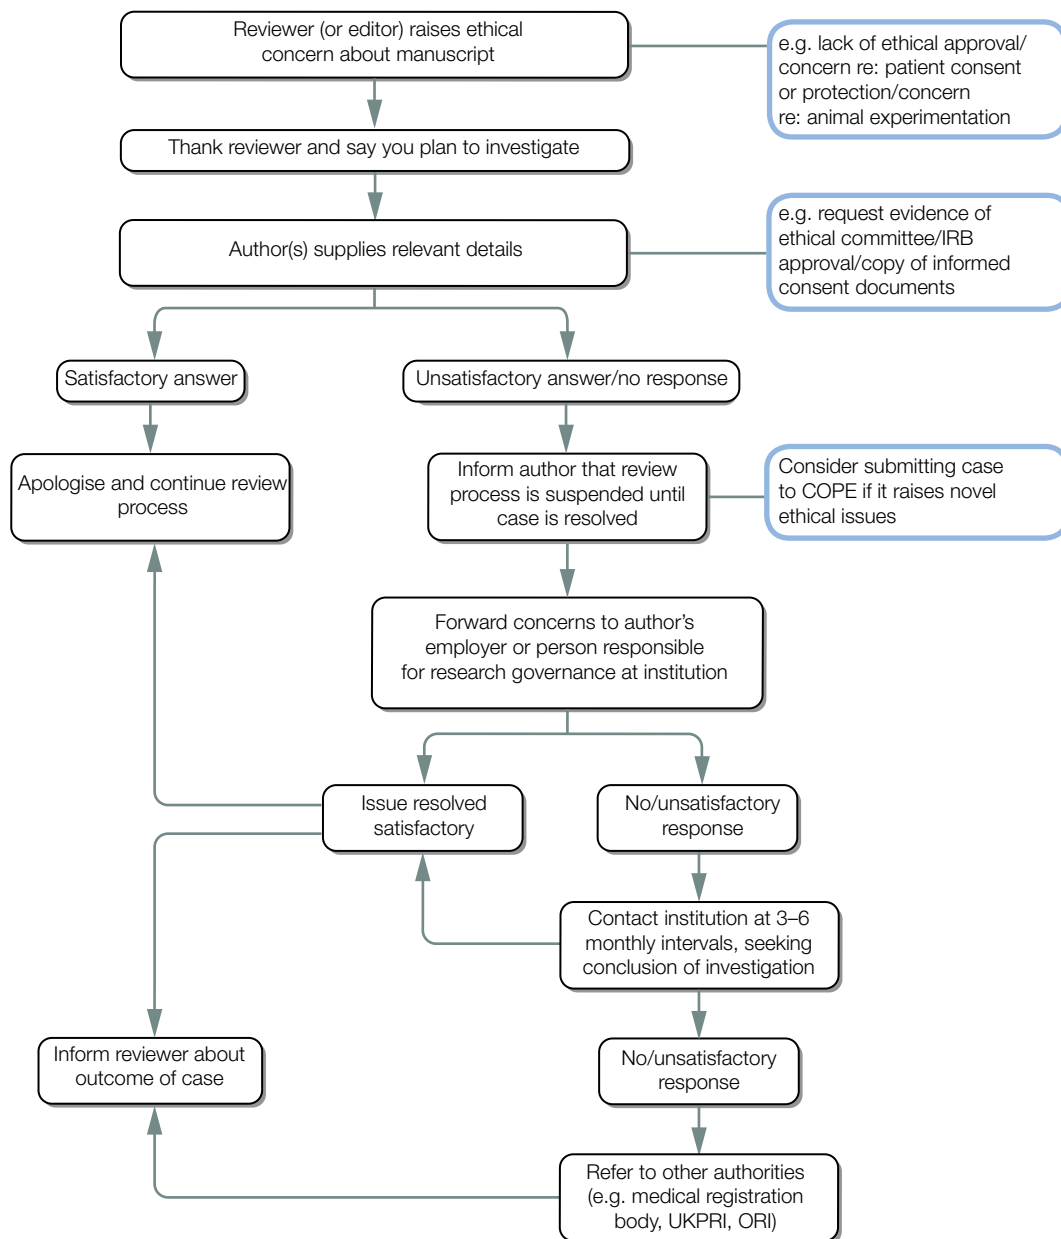 Reviewer (or editor) raises ethical
concern about manuscript
e.g. lack of ethical approval/
concern re: patient consent
or protection/concern
re: animal experimentation
Thank reviewer and say you plan to investigate
Author(s) supplies relevant details
e.g. request evidence of
ethical committee/IRB
approval/copy of informed
consent documents
Satisfactory answer
Unsatisfactory answer/no response
Apologise and continue review
process
Inform author that review
process is suspended until
case is resolved
Consider submitting case
to COPE if it raises novel
ethical issues
Forward concerns to author’s
employer or person responsible
for research governance at institution
Issue resolved
satisfactory
No/unsatisfactory
response
Contact institution at 3–6
monthly intervals, seeking
conclusion of investigation
Inform reviewer about
outcome of case
No/unsatisfactory
response
Refer to other authorities
(e.g. medical registration
body, UKPRI, ORI)